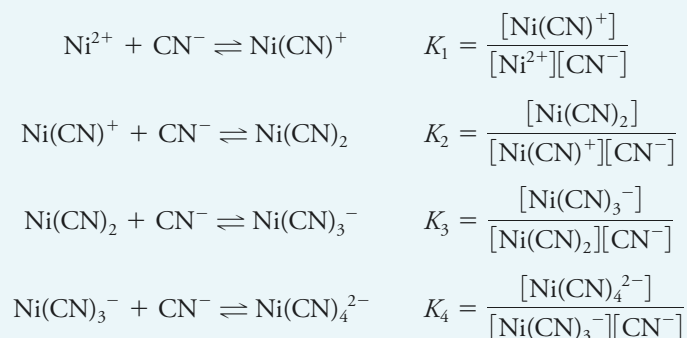 Ni²⁺ + CN⁻ ⇌ Ni(CN)⁺ K₁ = [Ni(CN)⁺] / [Ni²⁺][CN⁻]
Ni(CN)⁺ + CN⁻ ⇌ Ni(CN)₂ K₂ = [Ni(CN)₂] / [Ni(CN)⁺][CN⁻]
Ni(CN)₂ + CN⁻ ⇌ Ni(CN)₃⁻ K₃ = [Ni(CN)₃⁻] / [Ni(CN)₂][CN⁻]
Ni(CN)₃⁻ + CN⁻ ⇌ Ni(CN)₄²⁻ K₄ = [Ni(CN)₄²⁻] / [Ni(CN)₃⁻][CN⁻]